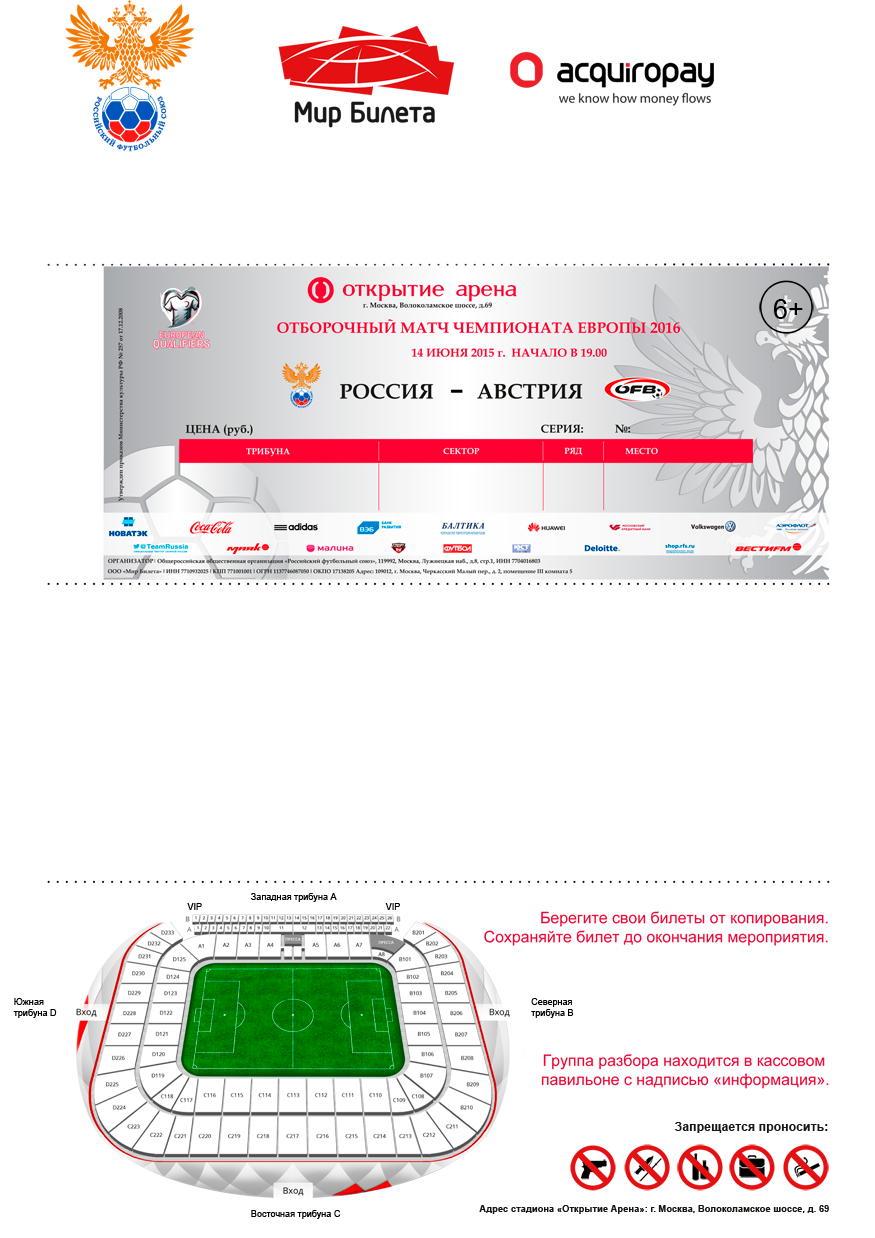 РОССИЙСКИЙ ФУТБОЛЬНЫЙ СОЮЗ
Мир Билета
acquiropay
we know how money flows
Утвержден приказом Министерства культуры РФ № 257 от 17.12.2008
EUROPEAN
QUALIFIERS
открытие арена
г. Москва, Волоколамское шоссе, д.69
6+
ОТБОРОЧНЫЙ МАТЧ ЧЕМПИОНАТА ЕВРОПЫ 2016
14 ИЮНЯ 2015 г. НАЧАЛО В 19.00
РОССИЯ – АВСТРИЯ
ÖFB
ЦЕНА (руб.) СЕРИЯ: №:
ТРИБУНА СЕКТОР РЯД МЕСТО
НОВАТЭК Coca-Cola adidas ВЭБ БАНК РАЗВИТИЯ БАЛТИКА HUAWEI МОСКОВСКИЙ КРЕДИТНЫЙ БАНК Volkswagen АЭРОФЛОТ
@TeamRussia малина ФУТБОЛ Deloitte. shop.rfs.ru ВЕСТИFM
ОРГАНИЗАТОР: Общероссийская общественная организация «Российский футбольный союз», 119992, Москва, Лужнецкая наб., д.8, стр.1, ИНН 7704016803
ООО «Мир Билета» | ИНН 7710932025 | КПП 771001001 | ОГРН 1137746087050 | ОКПО 17138205 Адрес: 109012, г. Москва, Черкасский Малый пер., д. 2, помещение III комната 5
Западная трибуна A
VIP VIP
B 1 2 3 4 5 6 7 8 9 10 11 12 13 14 15 16 17 18 19 20 21 22 23 24 25 26 B
A 1 2 3 4 5 6 7 8 9 10 11 12 13 14 15 16 17 18 19 20 21 22 A
D233 A1 A2 A3 A4 ПРЕССА A5 A6 A7 ПРЕССА B201
D232 B202
D231 D125 A8 B101 B203
D230 D124 B102 B204
D229 D123 B103 B205
Южная
трибуна D
Вход D228 D122 B104 B206 Вход
Северная
трибуна B
D227 D121 B105 B207
D226 D120 B106 B208
D225 D119 B107 B209
D224 C118 C117 C116 C115 C114 C113 C112 C111 C110 C109 C108 B210
C223 C222 C221 C220 C219 C218 C217 C216 C215 C214 C213 C212 C211
Вход
Восточная трибуна C
Берегите свои билеты от копирования.
Сохраняйте билет до окончания мероприятия.
Группа разбора находится в кассовом
павильоне с надписью «информация».
Запрещается проносить:
Адрес стадиона «Открытие Арена»: г. Москва, Волоколамское шоссе, д. 69